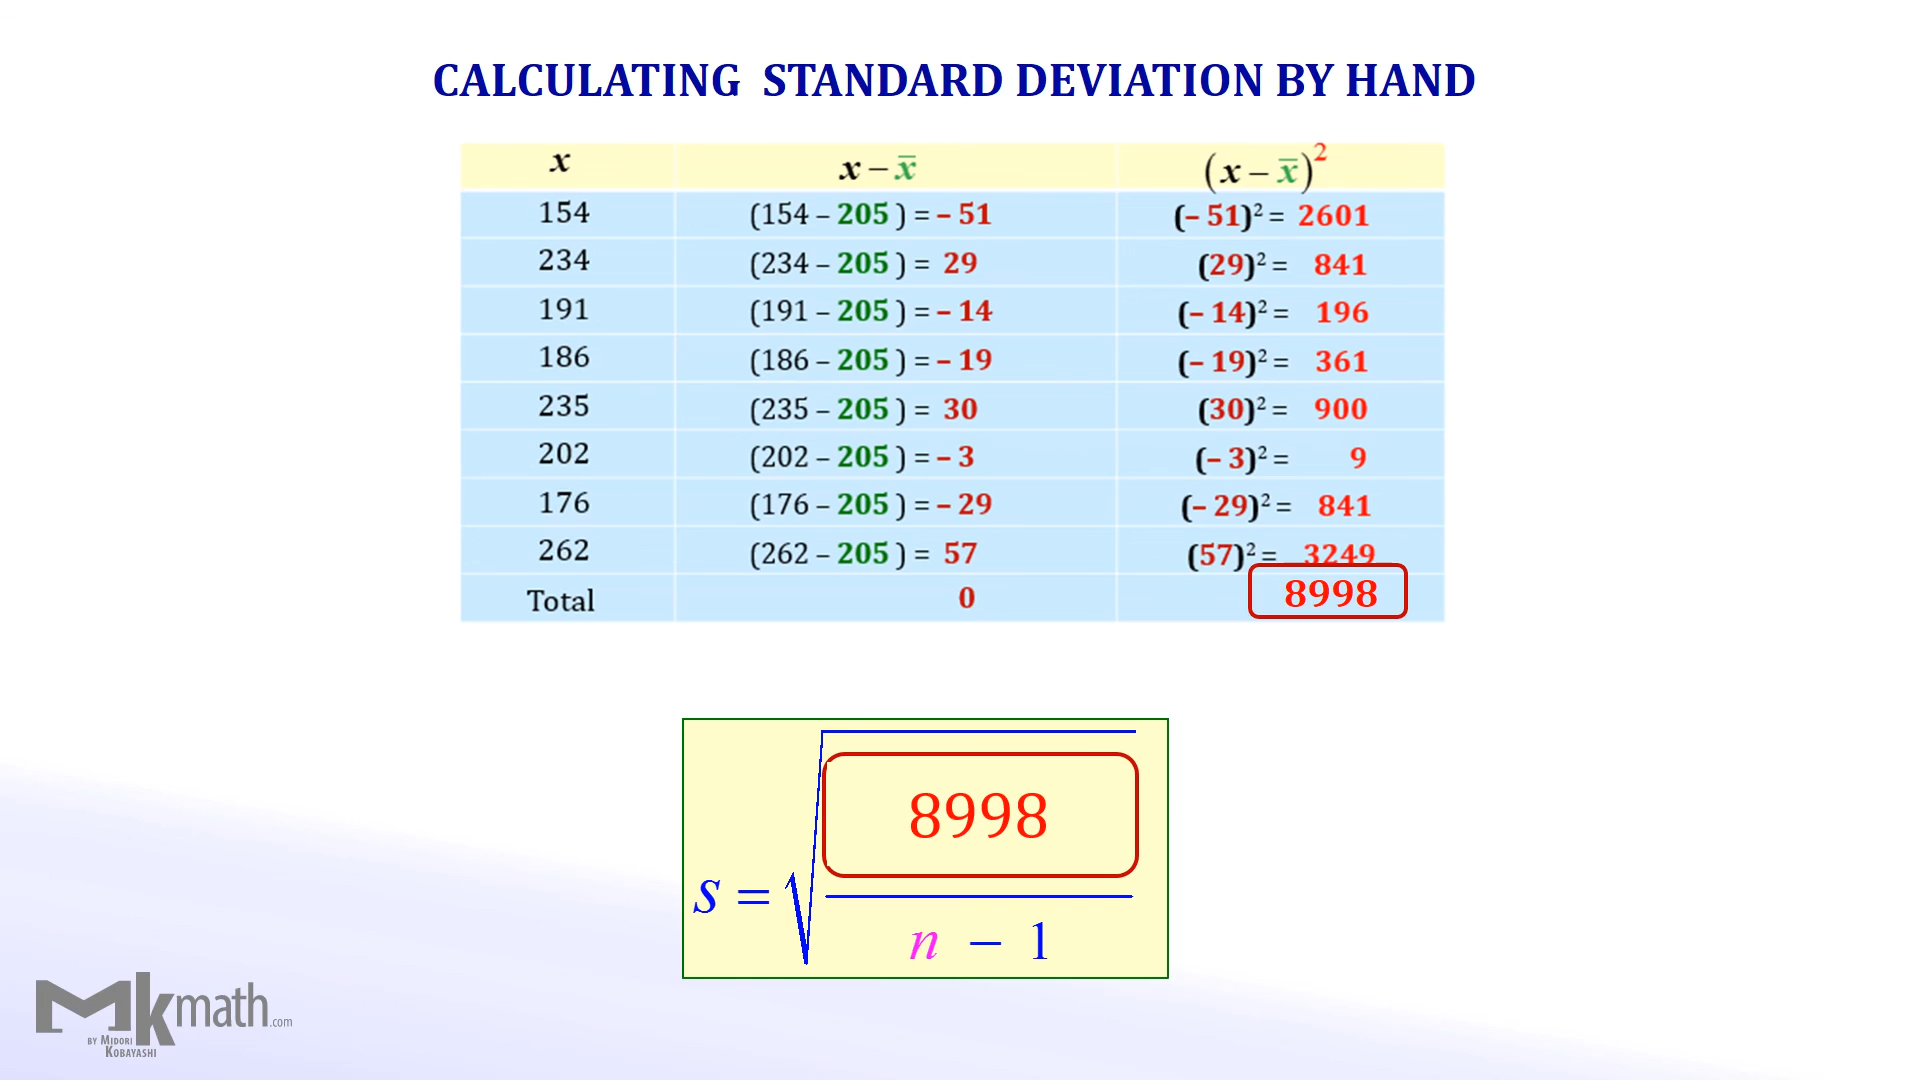 CALCULATING STANDARD DEVIATION BY HAND
x x – x̅ (x – x̅)²
154 (154 – 205 ) = – 51 (– 51)² = 2601
234 (234 – 205 ) = 29 (29)² = 841
191 (191 – 205 ) = – 14 (– 14)² = 196
186 (186 – 205 ) = – 19 (– 19)² = 361
235 (235 – 205 ) = 30 (30)² = 900
202 (202 – 205 ) = – 3 (– 3)² = 9
176 (176 – 205 ) = – 29 (– 29)² = 841
262 (262 – 205 ) = 57 (57)² = 3249
Total 0 8998
8998
s = √
n – 1
Mkmath.com
BY MIDORI
KOBAYASHI